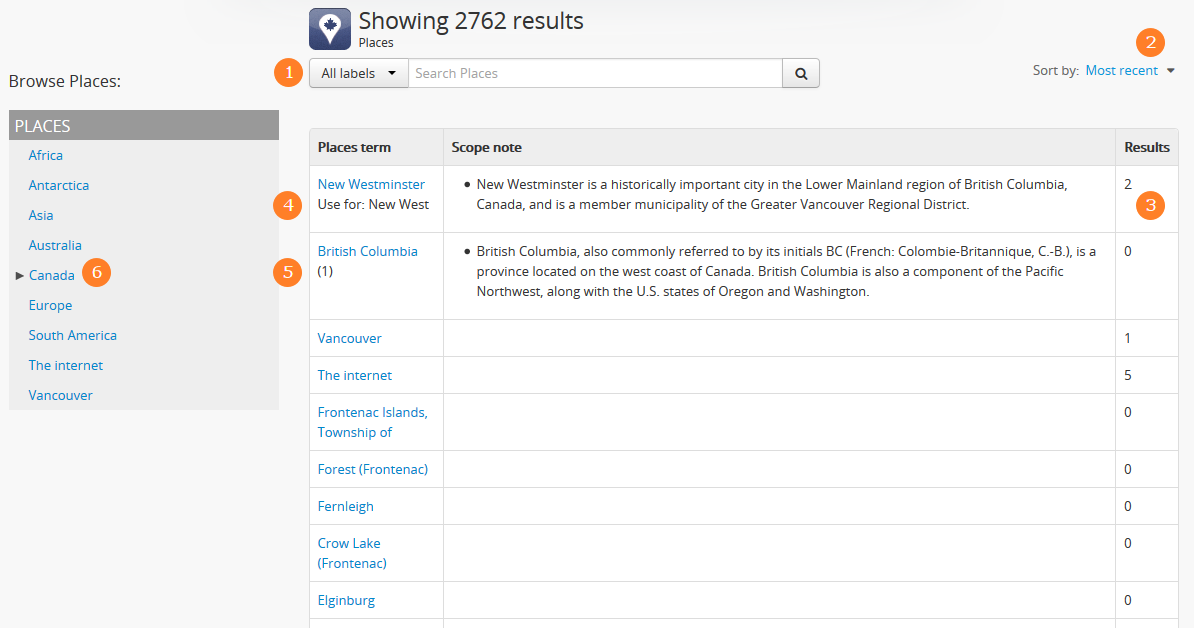 Showing 2762 results
Places
2
1
All labels
Search Places
Sort by: Most recent
Browse Places:
PLACES
Africa
Antarctica
Asia
Australia
Canada
6
Europe
South America
The internet
Vancouver
Places term
Scope note
Results
4
New Westminster
Use for: New West
New Westminster is a historically important city in the Lower Mainland region of British Columbia,
Canada, and is a member municipality of the Greater Vancouver Regional District.
2
3
5
British Columbia
(1)
British Columbia, also commonly referred to by its initials BC (French: Colombie-Britannique, C.-B.), is a
province located on the west coast of Canada. British Columbia is also a component of the Pacific
Northwest, along with the U.S. states of Oregon and Washington.
0
Vancouver
1
The internet
5
Frontenac Islands,
Township of
0
Forest (Frontenac)
0
Fernleigh
0
Crow Lake
(Frontenac)
0
Elginburg
0